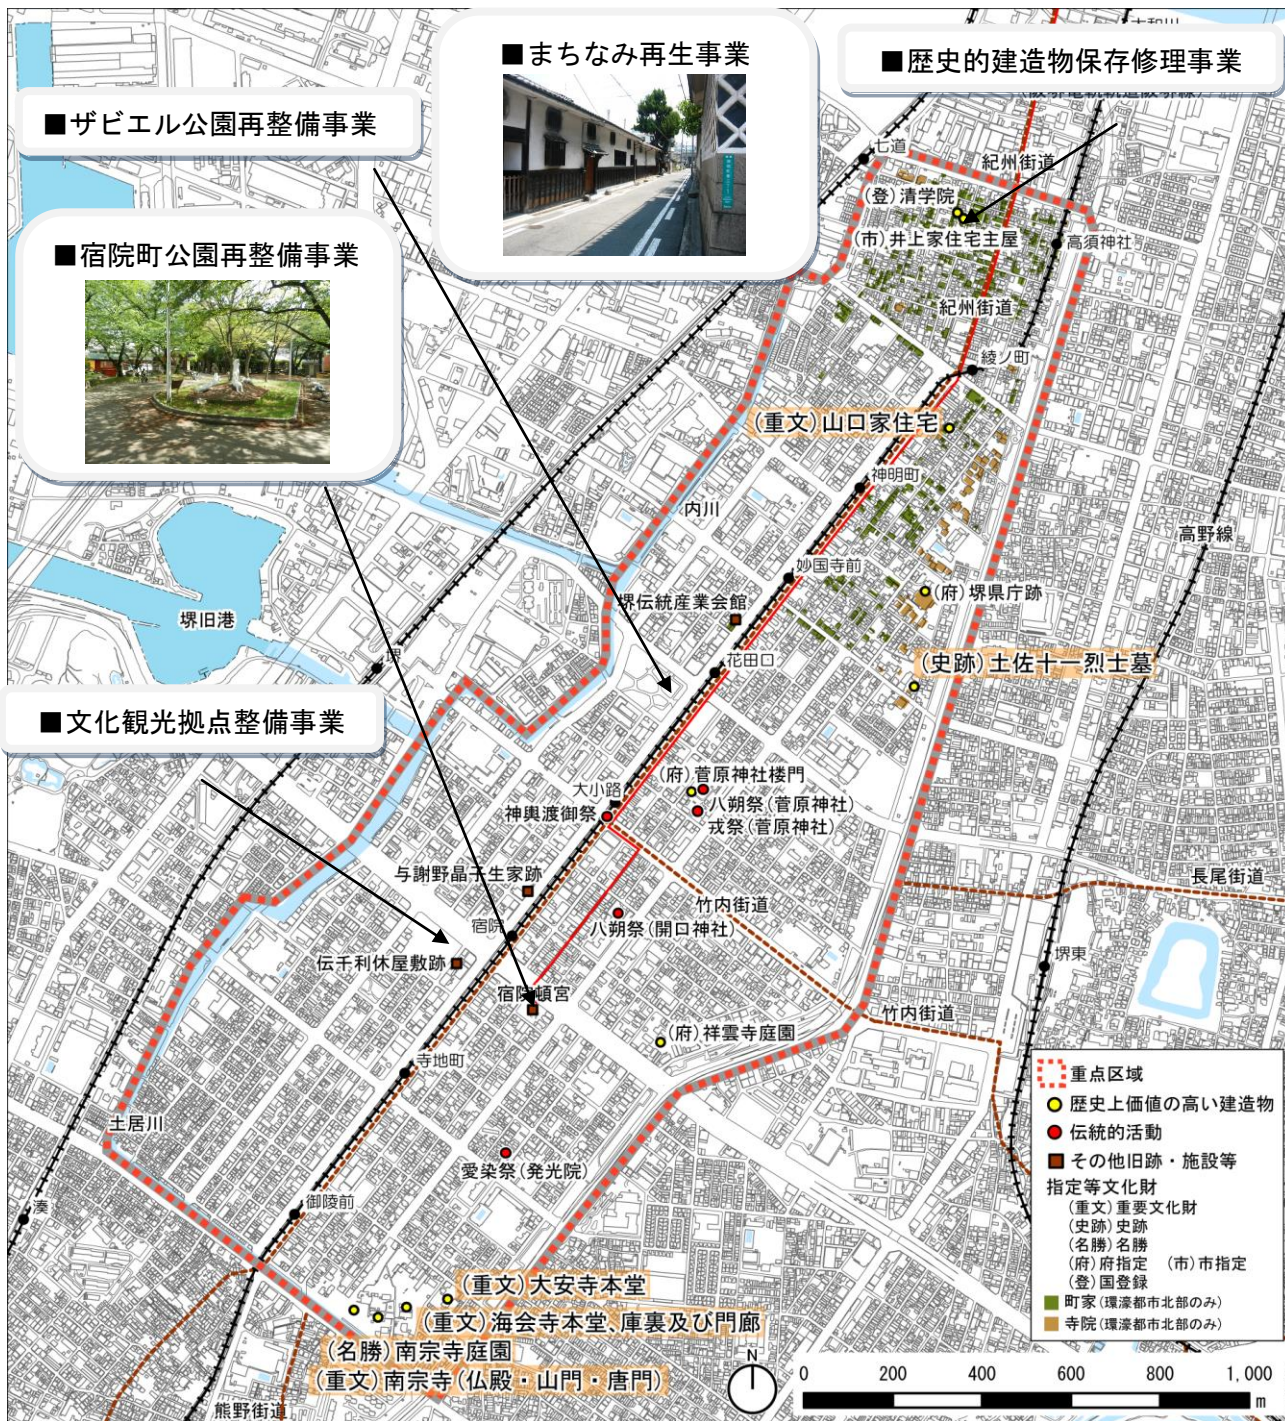 ■まちなみ再生事業
■歴史的建造物保存修理事業
■ザビエル公園再整備事業
■宿院町公園再整備事業
■文化観光拠点整備事業
七道
紀州街道
(登)清学院
(市)井上家住宅主屋
高須神社
紀州街道
綾ノ町
(重文)山口家住宅
神明町
内川
高野線
妙国寺前
(府)堺県庁跡
堺伝統産業会館
堺旧港
堺
花田口
(史跡)土佐十一烈士墓
大小路
(府)菅原神社楼門
神輿渡御祭
八朔祭(菅原神社)
戎祭(菅原神社)
与謝野晶子生家跡
長尾街道
竹内街道
宿院
八朔祭(開口神社)
堺東
伝千利休屋敷跡
宿院頓宮
竹内街道
(府)祥雲寺庭園
寺地町
土居川
愛染祭(発光院)
湊
御陵前
(重文)大安寺本堂
(重文)海会寺本堂、庫裏及び門廊
(名勝)南宗寺庭園
(重文)南宗寺(仏殿・山門・唐門)
熊野街道
重点区域
歴史上価値の高い建造物
伝統的活動
その他旧跡・施設等
指定等文化財
(重文)重要文化財
(史跡)史跡
(名勝)名勝
(府)府指定 (市)市指定
(登)国登録
町家(環濠都市北部のみ)
寺院(環濠都市北部のみ)
N
0 200 400 600 800 1,000
m